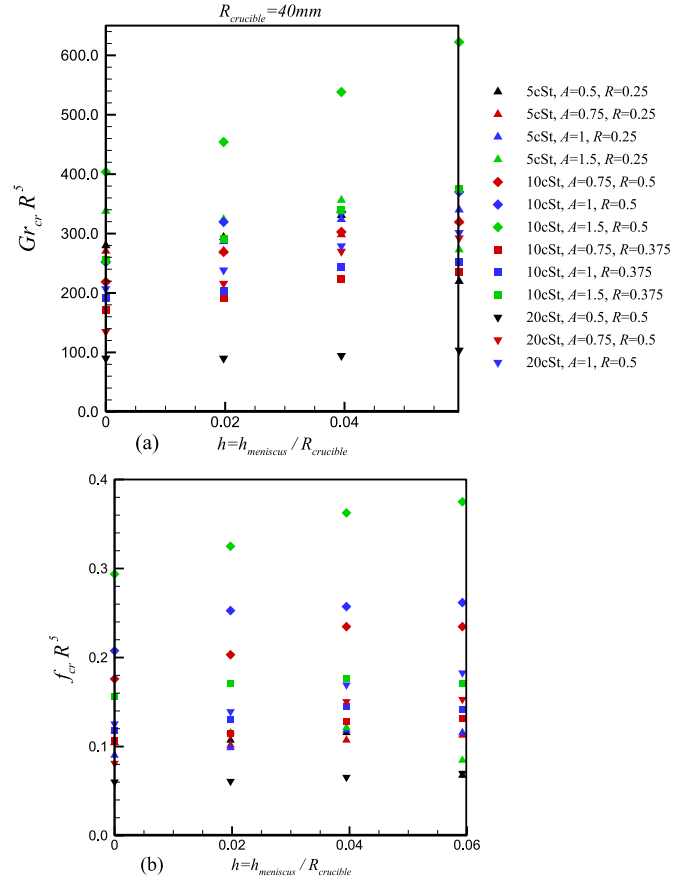 R_crucible=40mm
600.0
500.0
400.0
300.0
200.0
100.0
0.0
Gr_cr R^5
0
0.02
0.04
(a)
h=h_meniscus / R_crucible
5cSt, A=0.5, R=0.25
5cSt, A=0.75, R=0.25
5cSt, A=1, R=0.25
5cSt, A=1.5, R=0.25
10cSt, A=0.75, R=0.5
10cSt, A=1, R=0.5
10cSt, A=1.5, R=0.5
10cSt, A=0.75, R=0.375
10cSt, A=1, R=0.375
10cSt, A=1.5, R=0.375
20cSt, A=0.5, R=0.5
20cSt, A=0.75, R=0.5
20cSt, A=1, R=0.5
0.4
0.3
0.2
0.1
0.0
f_cr R^5
0
0.02
0.04
0.06
(b)
h=h_meniscus / R_crucible